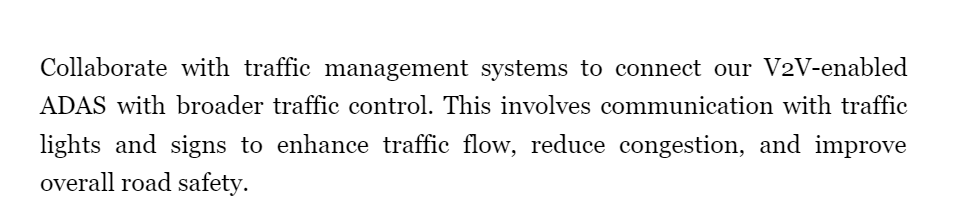 Collaborate with traffic management systems to connect our V2V-enabled
ADAS with broader traffic control. This involves communication with traffic
lights and signs to enhance traffic flow, reduce congestion, and improve
overall road safety.